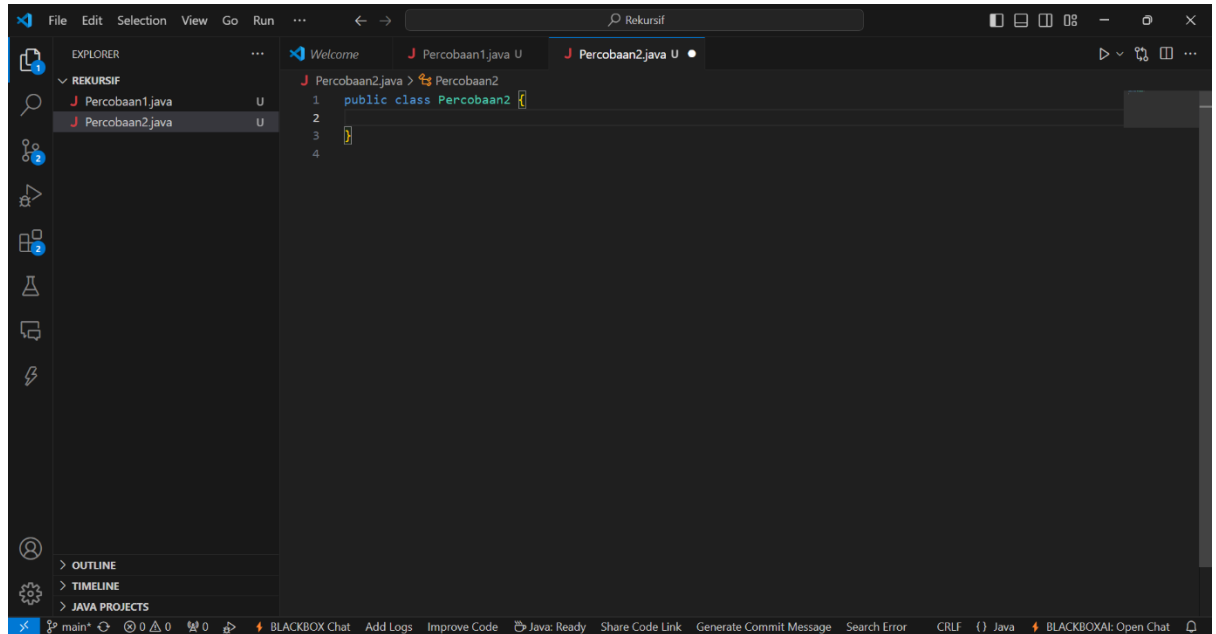 File Edit Selection View Go Run ··· Rekursif
EXPLORER ···
REKURSIF
Percobaan1.java U
Percobaan2.java U
Welcome Percobaan1.java U Percobaan2.java U
Percobaan2.java > Percobaan2
1 public class Percobaan2 {
2
3 }
4
1
2
2
OUTLINE
TIMELINE
JAVA PROJECTS
main* 0 0 0 BLACKBOX Chat Add Logs Improve Code Java: Ready Share Code Link Generate Commit Message Search Error CRLF {} Java BLACKBOXAI: Open Chat